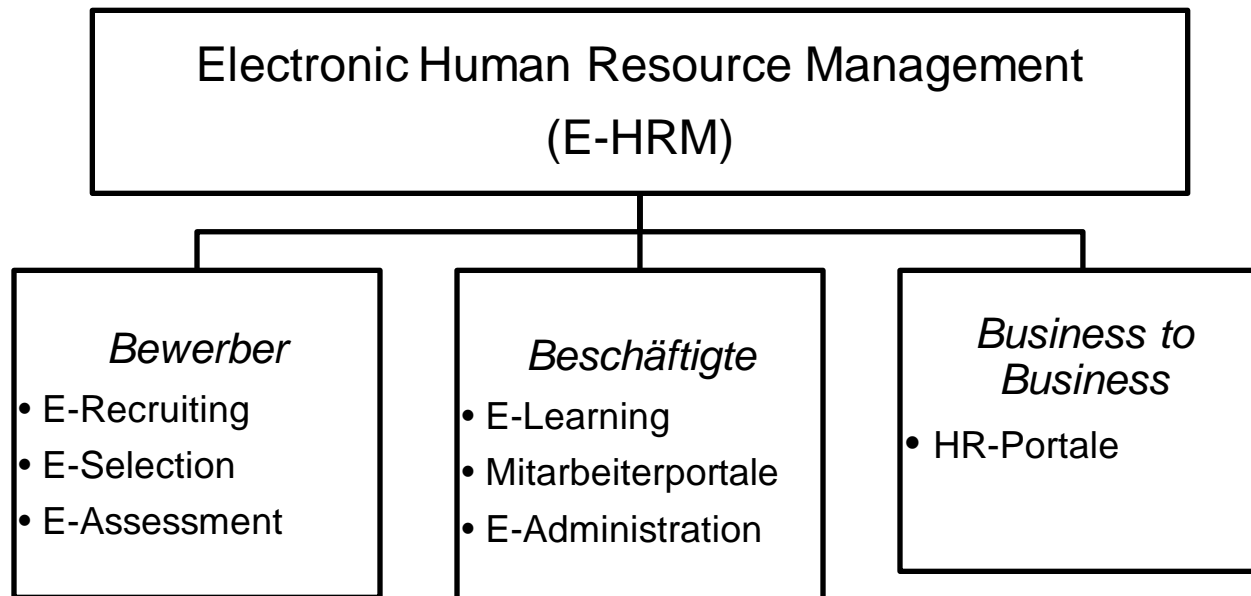 Electronic Human Resource Management
(E-HRM)
Bewerber
• E-Recruiting
• E-Selection
• E-Assessment
Beschäftigte
• E-Learning
• Mitarbeiterportale
• E-Administration
Business to
Business
• HR-Portale